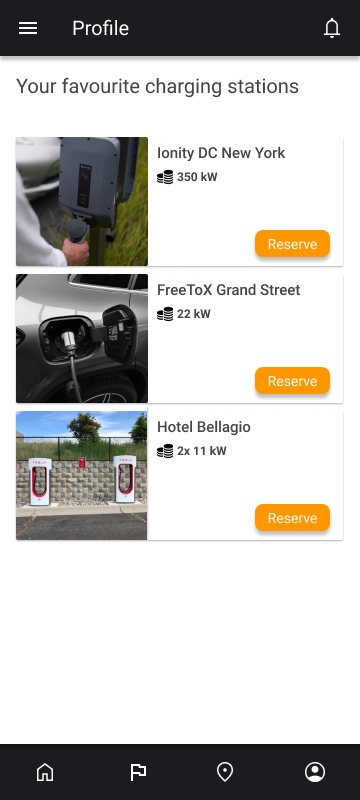 Profile
Your favourite charging stations
Ionity DC New York
350 kW
Reserve
FreeToX Grand Street
22 kW
Reserve
Hotel Bellagio
2x 11 kW
Reserve